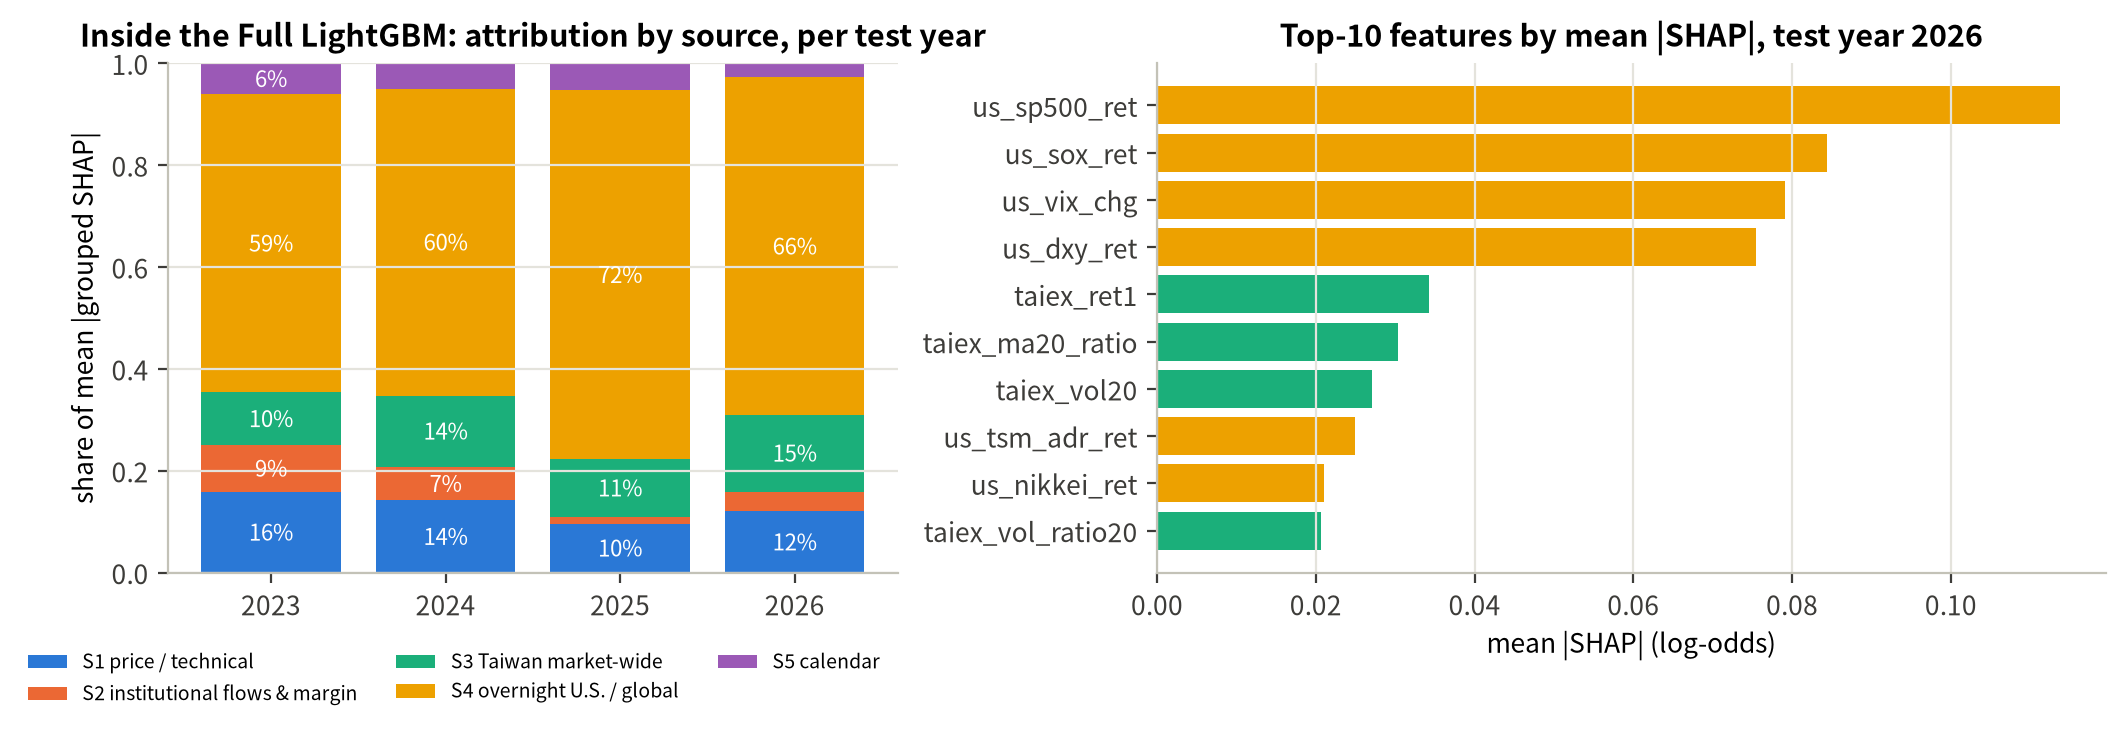 Inside the Full LightGBM: attribution by source, per test year
share of mean |grouped SHAP|
1.0
0.8
0.6
0.4
0.2
0.0
6%
59%
10%
9%
16%
60%
14%
7%
14%
72%
11%
10%
66%
15%
12%
2023
2024
2025
2026
S1 price / technical
S2 institutional flows & margin
S3 Taiwan market-wide
S4 overnight U.S. / global
S5 calendar
Top-10 features by mean |SHAP|, test year 2026
us_sp500_ret
us_sox_ret
us_vix_chg
us_dxy_ret
taiex_ret1
taiex_ma20_ratio
taiex_vol20
us_tsm_adr_ret
us_nikkei_ret
taiex_vol_ratio20
0.00
0.02
0.04
0.06
0.08
0.10
mean |SHAP| (log-odds)